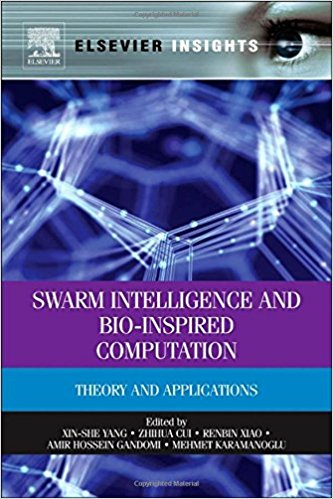 ELSEVIER
ELSEVIER INSIGHTS
SWARM INTELLIGENCE AND
BIO-INSPIRED
COMPUTATION
THEORY AND APPLICATIONS
Edited by
XIN-SHE YANG • ZHIHUA CUI • RENBIN XIAO •
AMIR HOSSEIN GANDOMI • MEHMET KARAMANOGLU